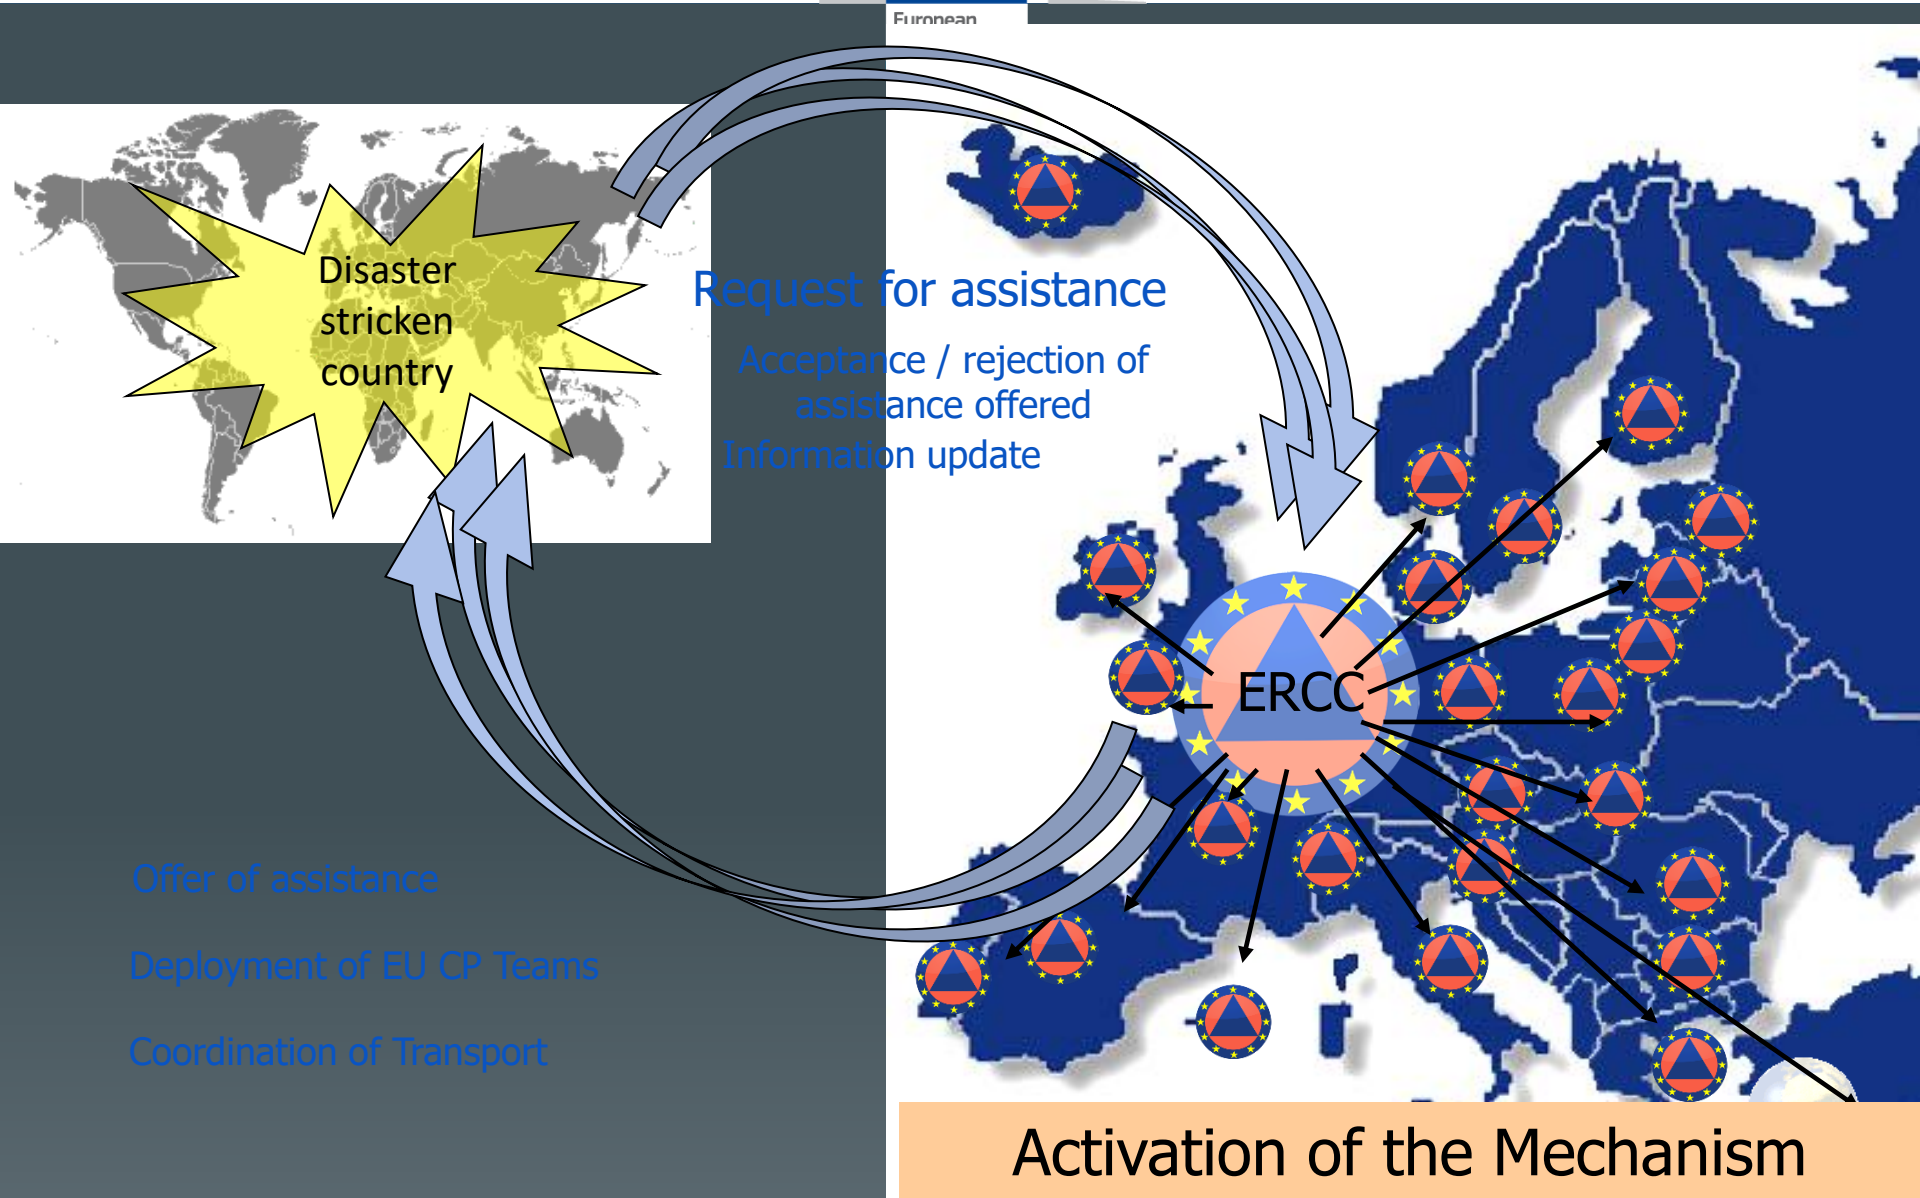 European
Disaster
stricken
country
Request for assistance
Acceptance / rejection of
assistance offered
Information update
ERCC
Offer of assistance
Deployment of EU CP Teams
Coordination of Transport
Activation of the Mechanism